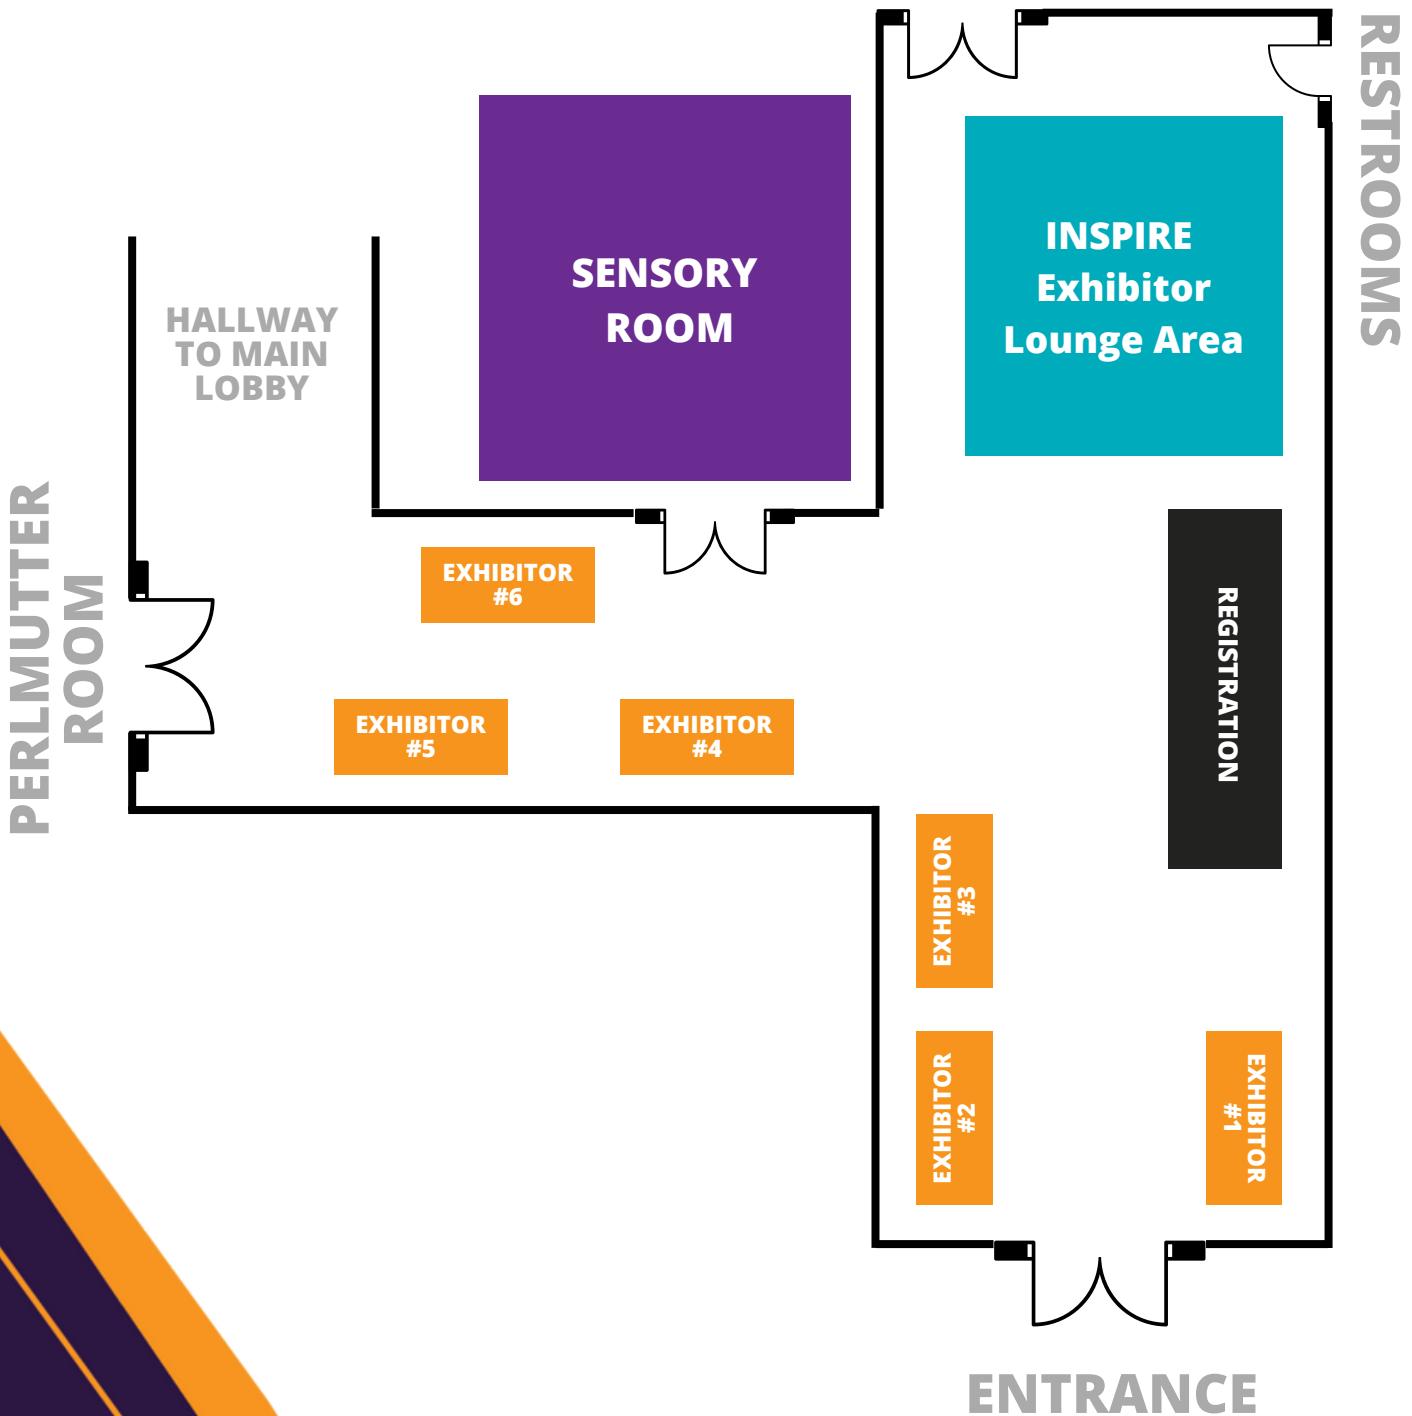 RESTROOMS
SENSORY
ROOM
INSPIRE
Exhibitor
Lounge Area
HALLWAY
TO MAIN
LOBBY
PERLMUTTER
ROOM
EXHIBITOR
#6
REGISTRATION
EXHIBITOR
#5
EXHIBITOR
#4
EXHIBITOR
#3
EXHIBITOR
#2
EXHIBITOR
#1
ENTRANCE